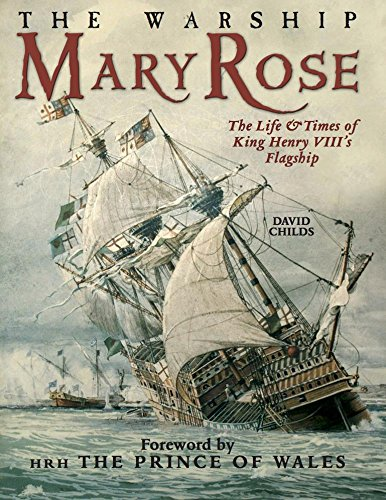 THE WARSHIP
MARY ROSE
The Life & Times of
King Henry VIII's
Flagship
DAVID
CHILDS
Foreword by
HRH THE PRINCE OF WALES